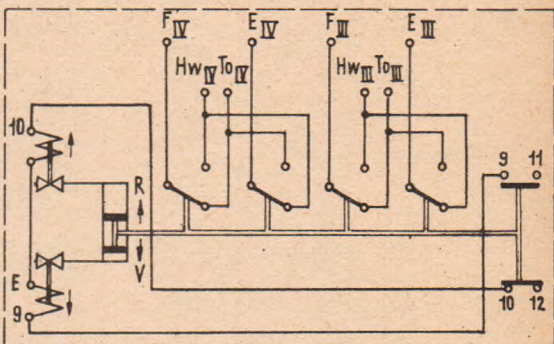 F IV E IV F III E III
Hw IV To IV Hw III To III
10
R
V
E
9
9 11
10 12